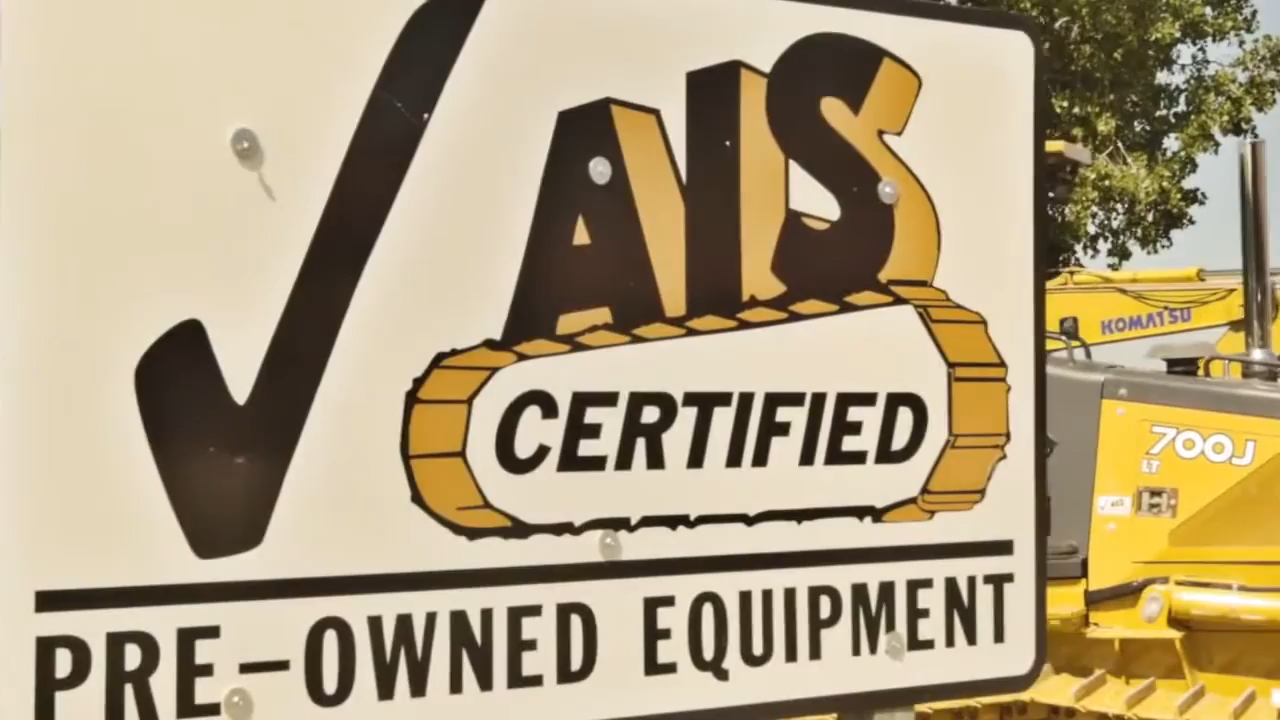 AIS
CERTIFIED
PRE-OWNED EQUIPMENT
KOMATSU
700J
LT